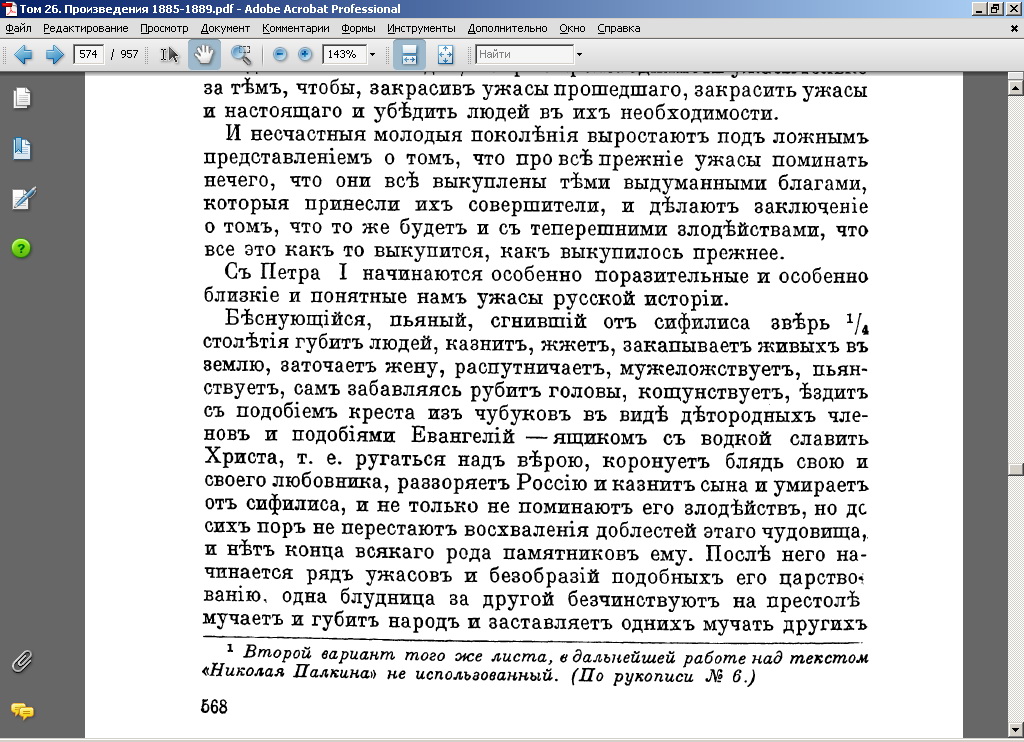 Том 26. Произведения 1885-1889.pdf - Adobe Acrobat Professional
Файл Редактирование Просмотр Документ Комментарии Формы Инструменты Дополнительно Окно Справка
574 / 957 143% Найти
за тѣмъ, чтобы, закрасивъ ужасы прошедшаго, закрасить ужасы
и настоящаго и убѣдить людей въ ихъ необходимости.
И несчастныя молодыя поколѣнія выростаютъ подъ ложнымъ
представленіемъ о томъ, что про всѣ прежніе ужасы поминать
нечего, что они всѣ выкуплены тѣми выдуманными благами,
которыя принесли ихъ совершители, и дѣлаютъ заключеніе
о томъ, что то же будетъ и съ теперешними злодѣйствами, что
все это какъ то выкупится, какъ выкупилось прежнее.
Съ Петра I начинаются особенно поразительные и особенно
близкіе и понятные намъ ужасы русской исторіи.
Бѣснующійся, пьяный, сгнившій отъ сифилиса звѣрь 1/4
столѣтія губитъ людей, казнитъ, жжетъ, закапываетъ живыхъ въ
землю, заточаетъ жену, распутничаетъ, мужеложствуетъ, пьян-
ствуетъ, самъ забавляясь рубитъ головы, кощунствуетъ, ѣздитъ
съ подобіемъ креста изъ чубуковъ въ видѣ дѣтородныхъ чле-
новъ и подобіями Евангелій — ящикомъ съ водкой славить
Христа, т. е. ругаться надъ вѣрою, коронуетъ блядь свою и
своего любовника, раззоряетъ Россію и казнитъ сына и умираетъ
отъ сифилиса, и не только не поминаютъ его злодѣйствъ, но до
сихъ поръ не перестаютъ восхваленія доблестей этаго чудовища,
и нѣтъ конца всякаго рода памятниковъ ему. Послѣ него на-
чинается рядъ ужасовъ и безобразій подобныхъ его царство-
ванію. одна блудница за другой безчинствуютъ на престолѣ
мучаетъ и губитъ народъ и заставляетъ однихъ мучать другихъ
1 Второй вариант того же листа, в дальнейшей работе над текстом
«Николая Палкина» не использованный. (По рукописи № 6.)
568